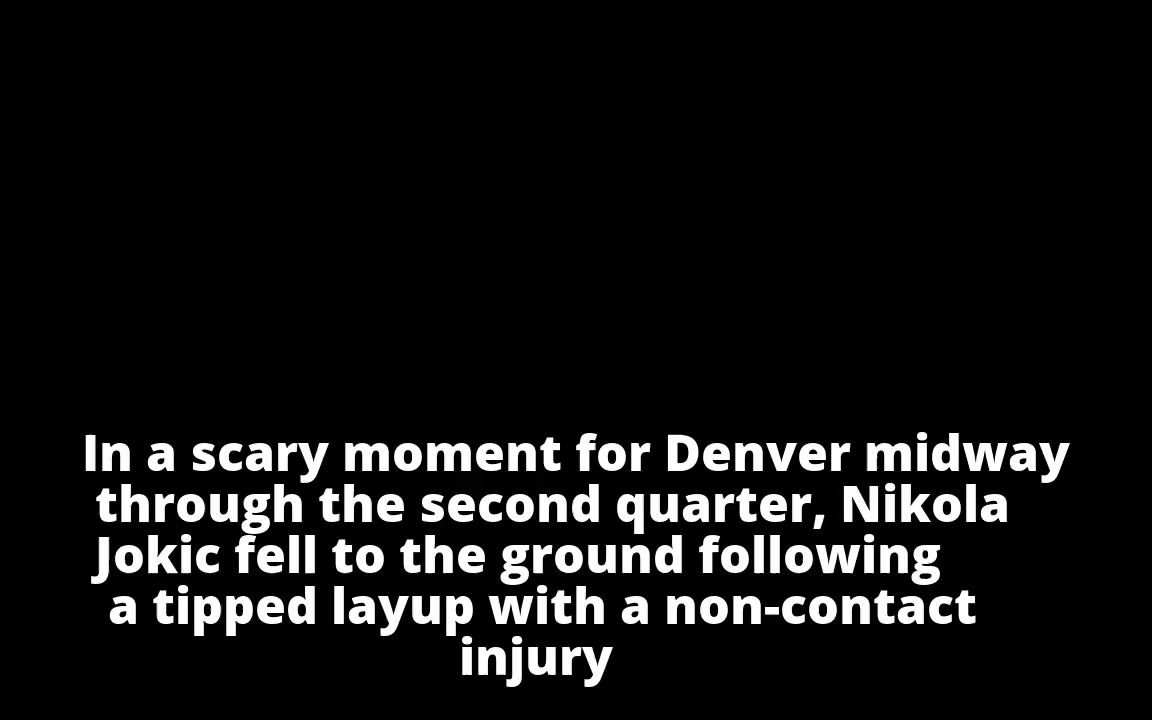 In a scary moment for Denver midway
through the second quarter, Nikola
Jokic fell to the ground following
a tipped layup with a non-contact
injury